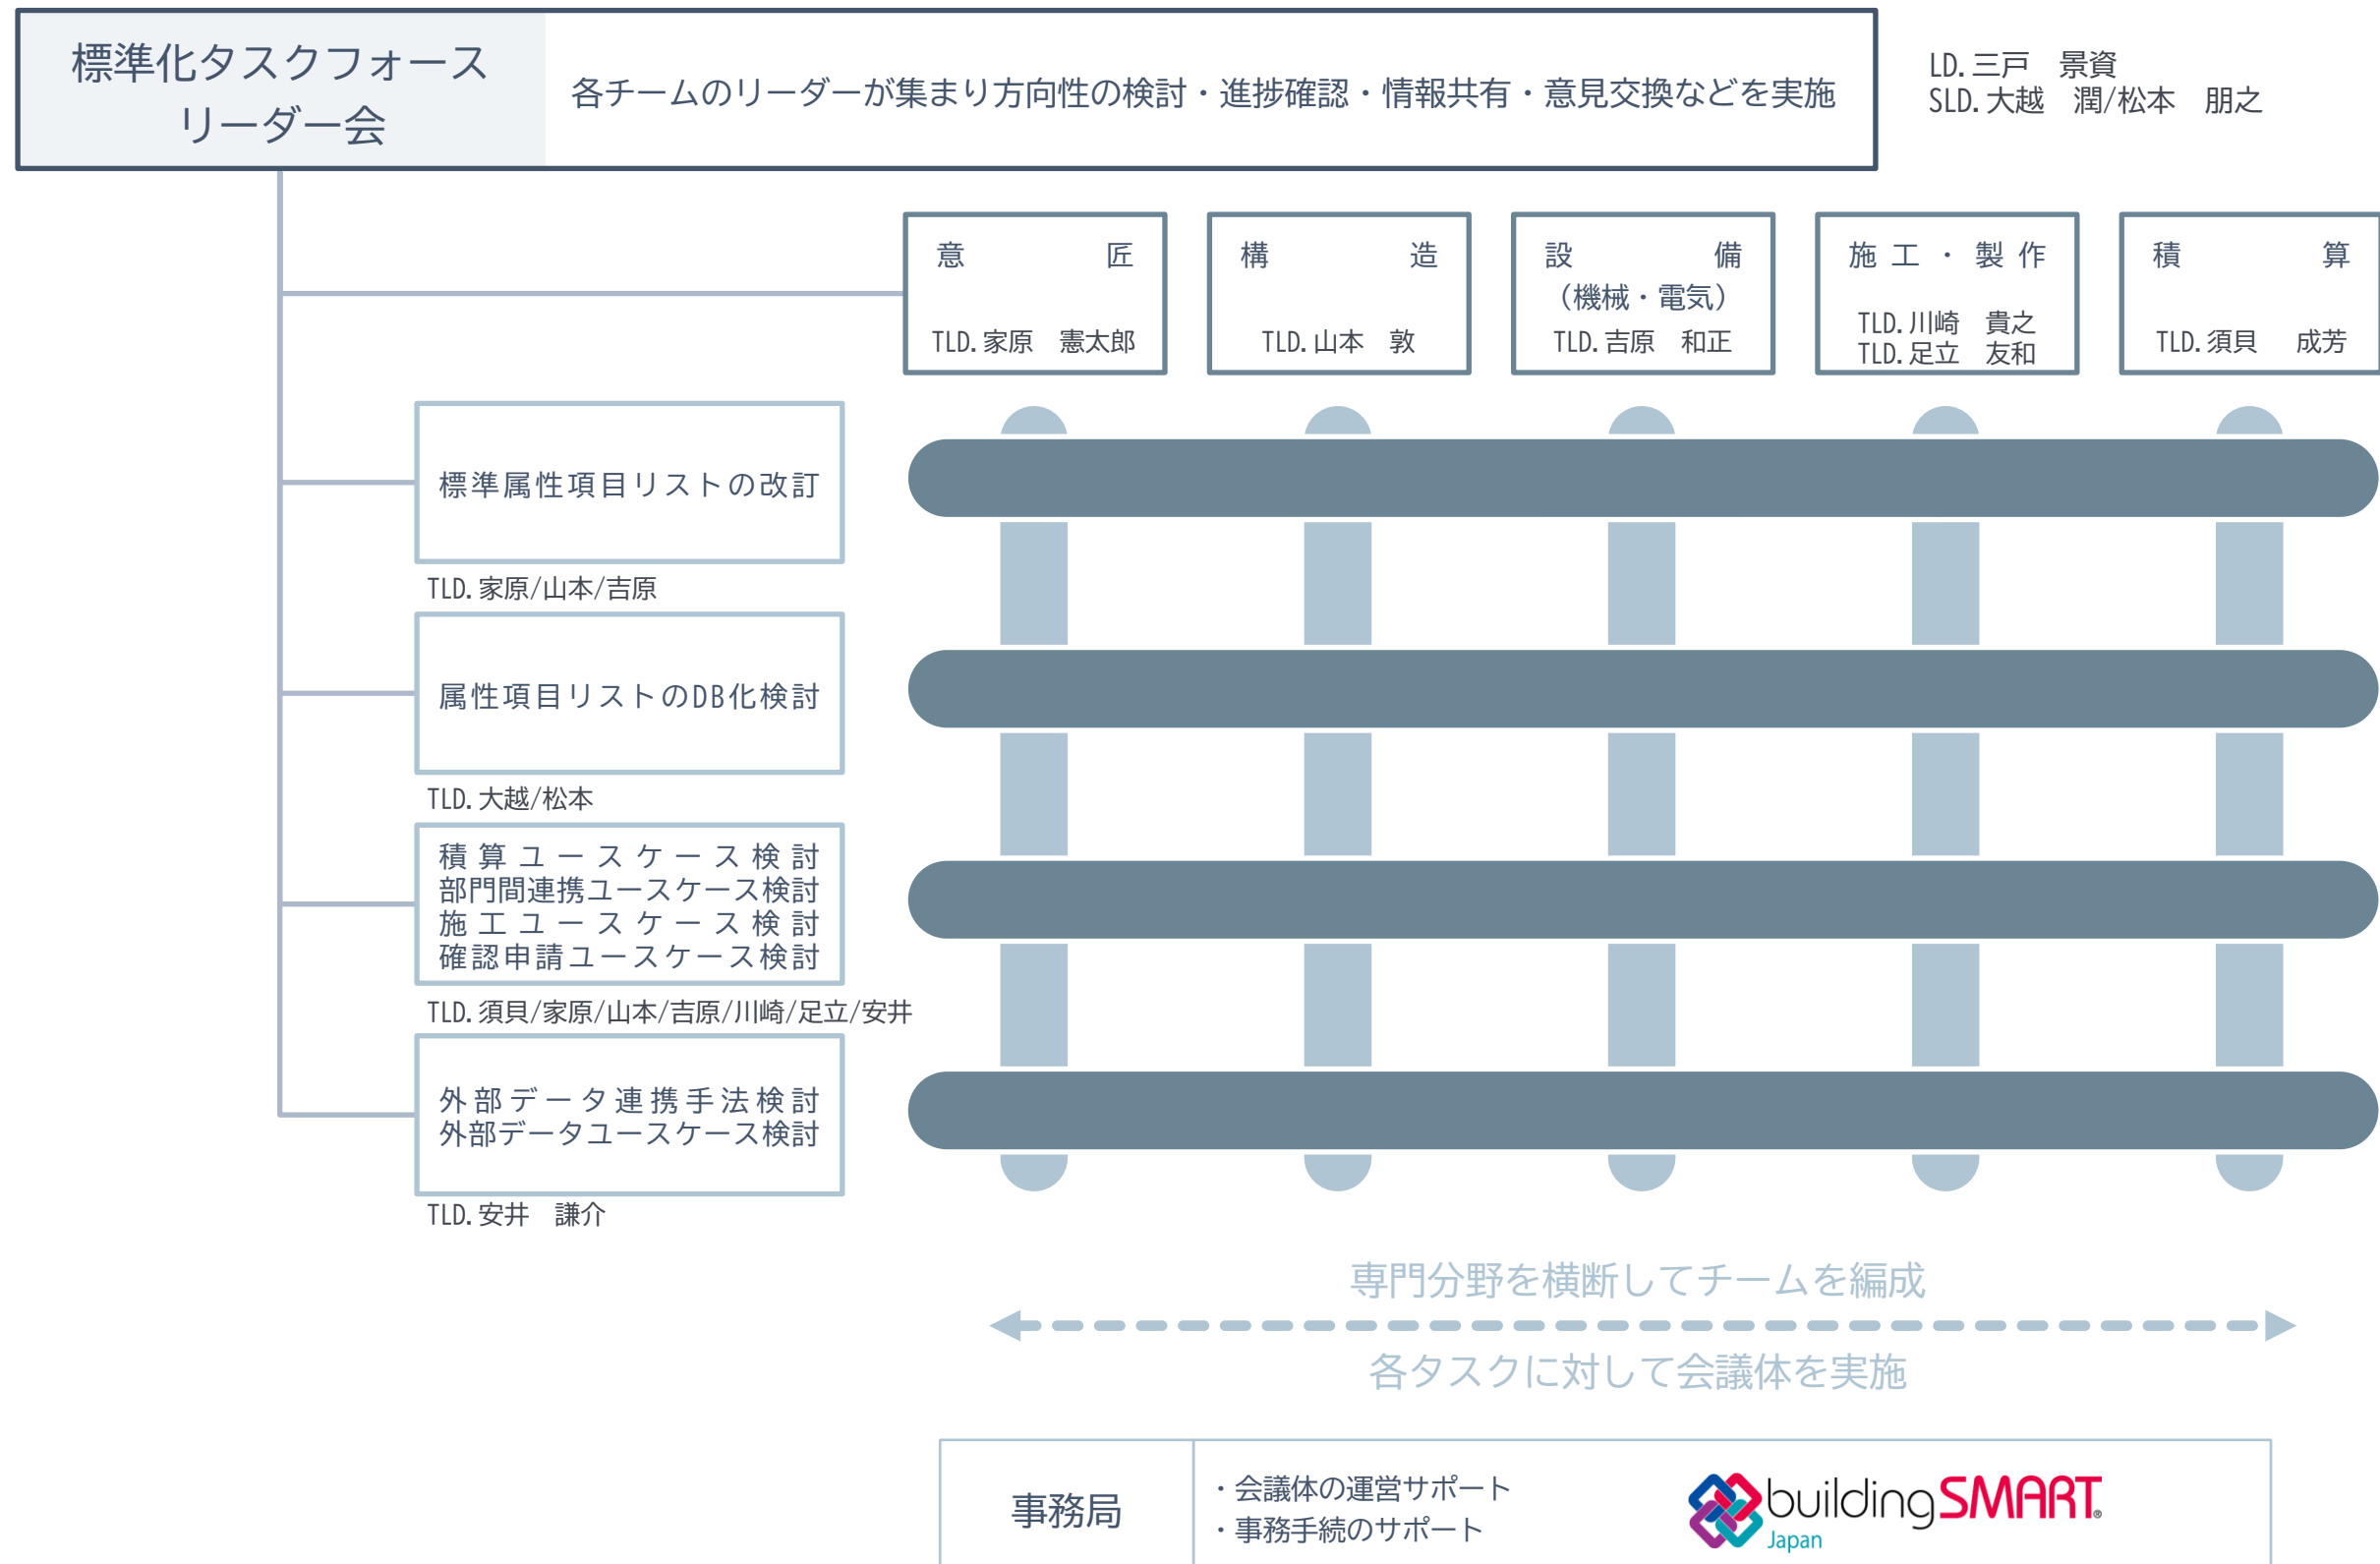 標準化タスクフォース
リーダー会
各チームのリーダーが集まり方向性の検討・進捗確認・情報共有・意見交換などを実施
LD.三戸　景資
SLD.大越　潤/松本　朋之
意匠
TLD.家原　憲太郎
構造
TLD.山本　敦
設備
（機械・電気）
TLD.吉原　和正
施工・製作
TLD.川崎　貴之
TLD.足立　友和
積算
TLD.須貝　成芳
標準属性項目リストの改訂
TLD.家原/山本/吉原
属性項目リストのDB化検討
TLD.大越/松本
積算ユースケース検討
部門間連携ユースケース検討
施工ユースケース検討
確認申請ユースケース検討
TLD.須貝/家原/山本/吉原/川崎/足立/安井
外部データ連携手法検討
外部データユースケース検討
TLD.安井　謙介
専門分野を横断してチームを編成
各タスクに対して会議体を実施
事務局
・会議体の運営サポート
・事務手続のサポート
buildingSMART®
Japan